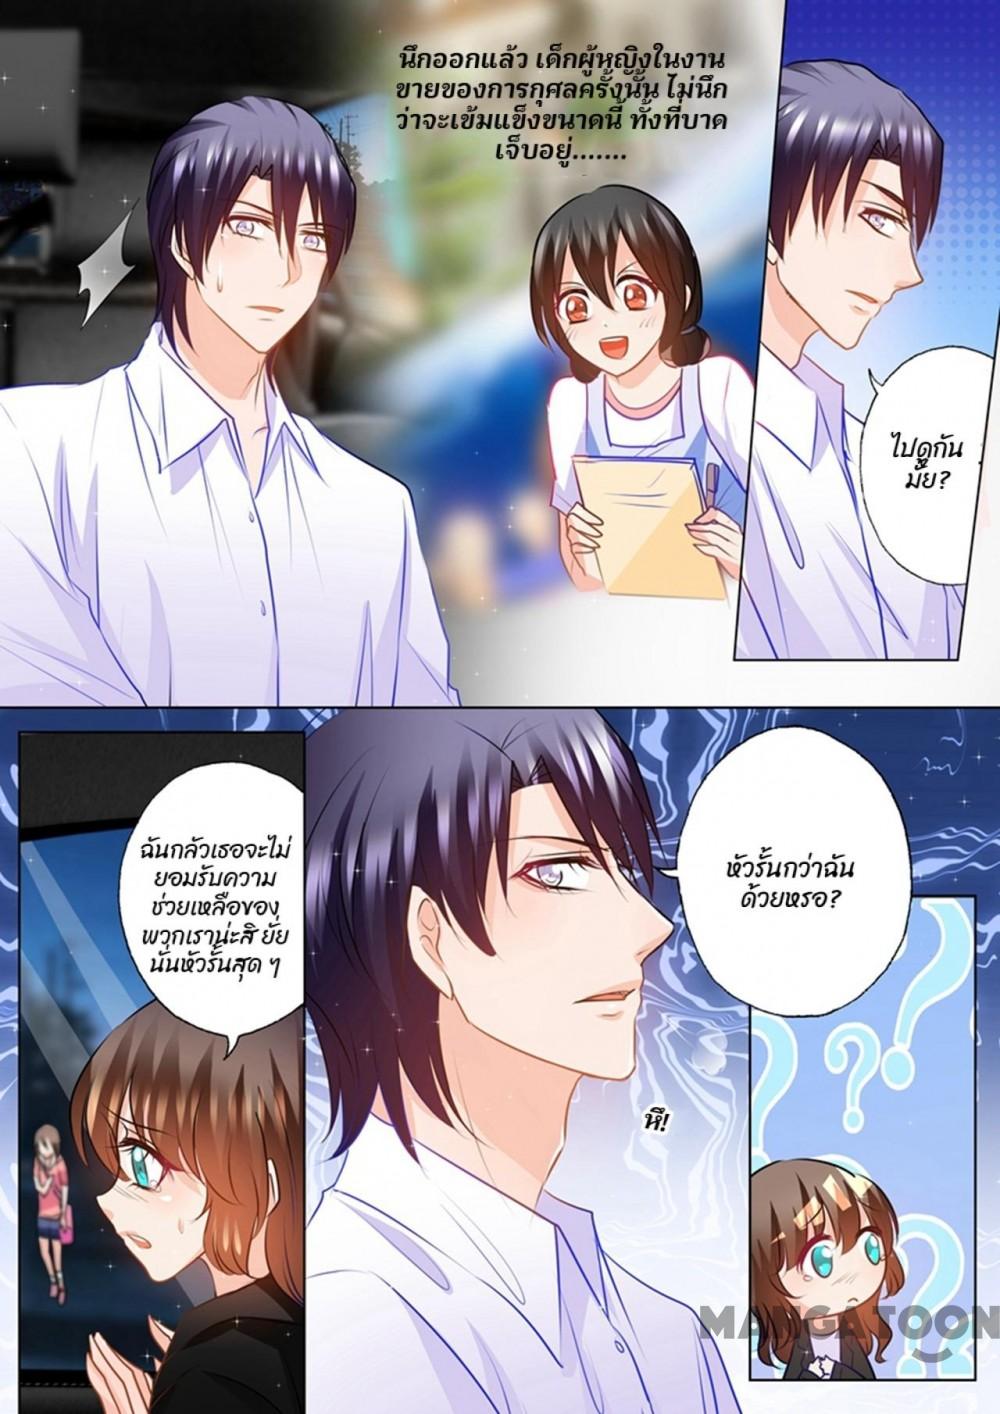 นึกออกแล้ว เด็กผู้หญิงในงาน
ขายของการกุศลครั้งนั้น ไม่นึก
ว่าจะเข้มแข็งขนาดนี้ ทั้งที่บาด
เจ็บอยู่.......
ไปดูกัน
มั้ย?
ฉันกลัวเธอจะไม่
ยอมรับความ
ช่วยเหลือของ
พวกเราน่ะสิ ยัย
นั่นหัวรั้นสุด ๆ
หัวรั้นกว่าฉัน
ด้วยหรอ?
หึ!
? ? ? ? ?
MANGATOON